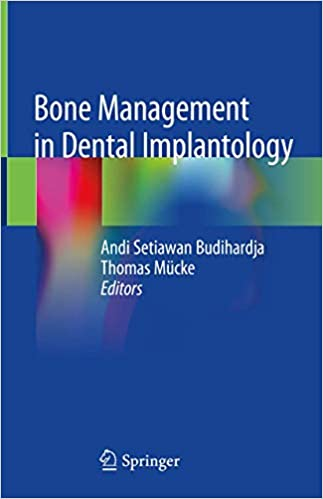 Bone Management
in Dental Implantology
Andi Setiawan Budihardja
Thomas Mücke
Editors
Springer